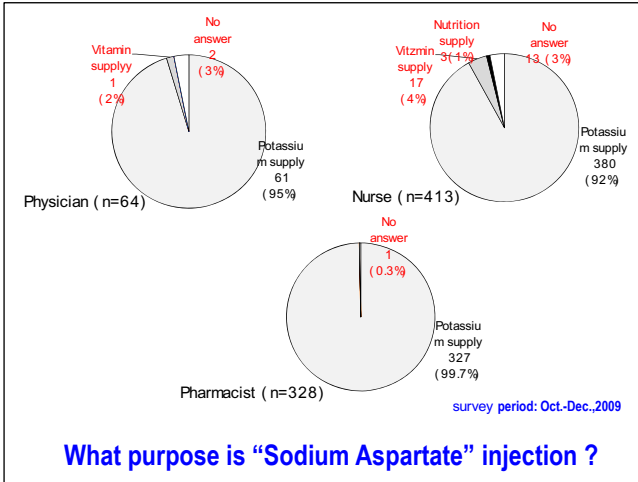 Vitamin
supplyy
1
(2%)
No
answer
2
(3%)
Potassiu
m supply
61
(95%)
Physician (n=64)
Nutrition
supply
3(1%)
Vitzmin
supply
17
(4%)
No
answer
13 (3%)
Potassiu
m supply
380
(92%)
Nurse (n=413)
No
answer
1
(0.3%)
Potassiu
m supply
327
(99.7%)
Pharmacist (n=328)
survey period: Oct.-Dec.,2009
What purpose is “Sodium Aspartate” injection ?